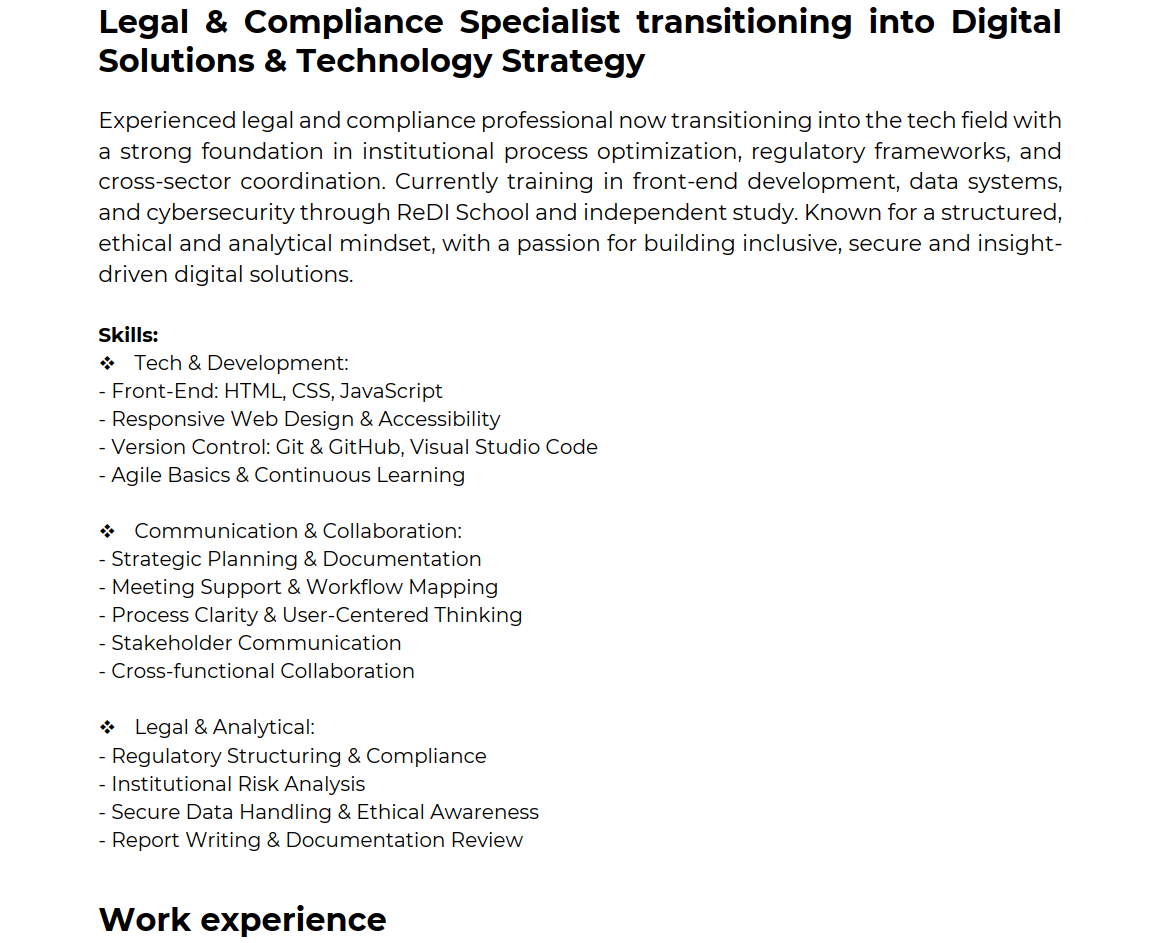 Legal & Compliance Specialist transitioning into Digital
Solutions & Technology Strategy
Experienced legal and compliance professional now transitioning into the tech field with
a strong foundation in institutional process optimization, regulatory frameworks, and
cross-sector coordination. Currently training in front-end development, data systems,
and cybersecurity through ReDI School and independent study. Known for a structured,
ethical and analytical mindset, with a passion for building inclusive, secure and insight-
driven digital solutions.
Skills:
❖ Tech & Development:
- Front-End: HTML, CSS, JavaScript
- Responsive Web Design & Accessibility
- Version Control: Git & GitHub, Visual Studio Code
- Agile Basics & Continuous Learning
❖ Communication & Collaboration:
- Strategic Planning & Documentation
- Meeting Support & Workflow Mapping
- Process Clarity & User-Centered Thinking
- Stakeholder Communication
- Cross-functional Collaboration
❖ Legal & Analytical:
- Regulatory Structuring & Compliance
- Institutional Risk Analysis
- Secure Data Handling & Ethical Awareness
- Report Writing & Documentation Review
Work experience